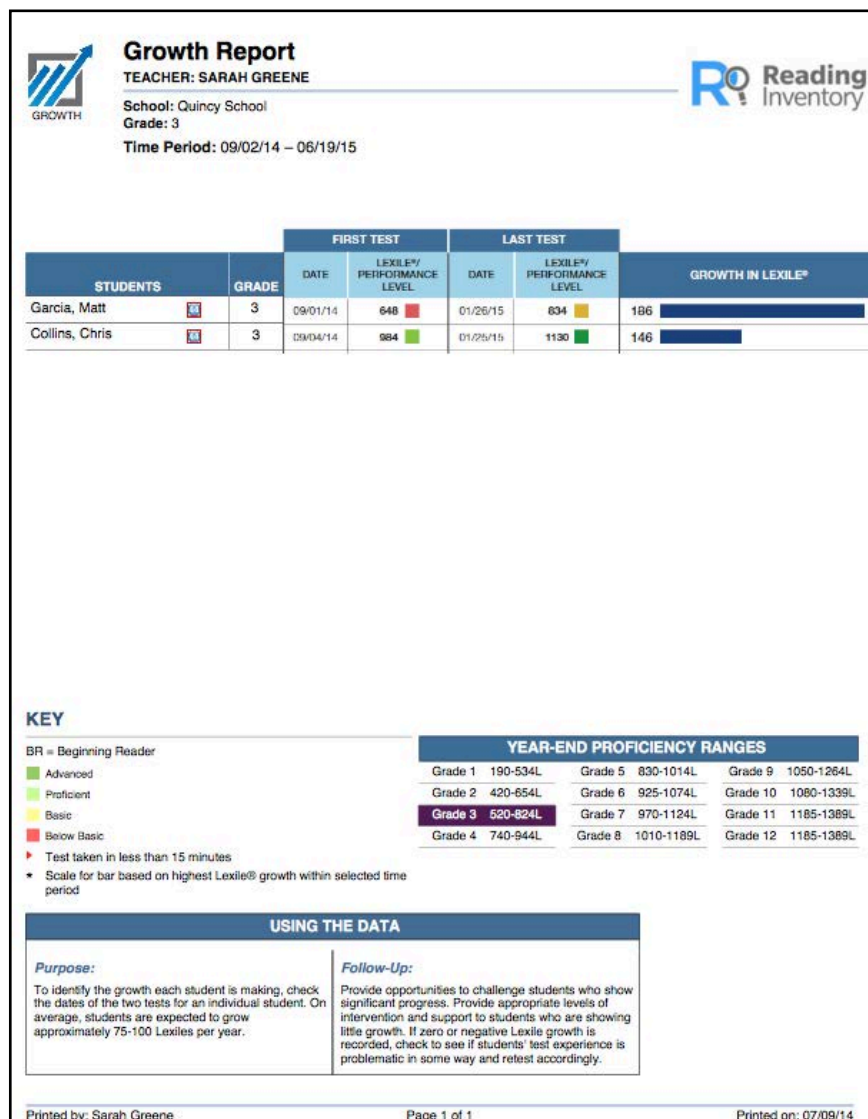 Growth Report
TEACHER: SARAH GREENE
GROWTH
School: Quincy School
Grade: 3
Time Period: 09/02/14 – 06/19/15
Reading
Inventory
FIRST TEST LAST TEST
STUDENTS GRADE DATE LEXILE®/ PERFORMANCE LEVEL DATE LEXILE®/ PERFORMANCE LEVEL GROWTH IN LEXILE®
Garcia, Matt 3 09/01/14 648 01/26/15 834 186
Collins, Chris 3 09/04/14 984 01/25/15 1130 146
KEY
BR = Beginning Reader
Advanced
Proficient
Basic
Below Basic
Test taken in less than 15 minutes
* Scale for bar based on highest Lexile® growth within selected time
period
YEAR-END PROFICIENCY RANGES
Grade 1 190-534L Grade 5 830-1014L Grade 9 1050-1264L
Grade 2 420-654L Grade 6 925-1074L Grade 10 1080-1339L
Grade 3 520-824L Grade 7 970-1124L Grade 11 1185-1389L
Grade 4 740-944L Grade 8 1010-1189L Grade 12 1185-1389L
USING THE DATA
Purpose:
To identify the growth each student is making, check
the dates of the two tests for an individual student. On
average, students are expected to grow
approximately 75-100 Lexiles per year.
Follow-Up:
Provide opportunities to challenge students who show
significant progress. Provide appropriate levels of
intervention and support to students who are showing
little growth. If zero or negative Lexile growth is
recorded, check to see if students' test experience is
problematic in some way and retest accordingly.
Printed by: Sarah Greene Page 1 of 1 Printed on: 07/09/14